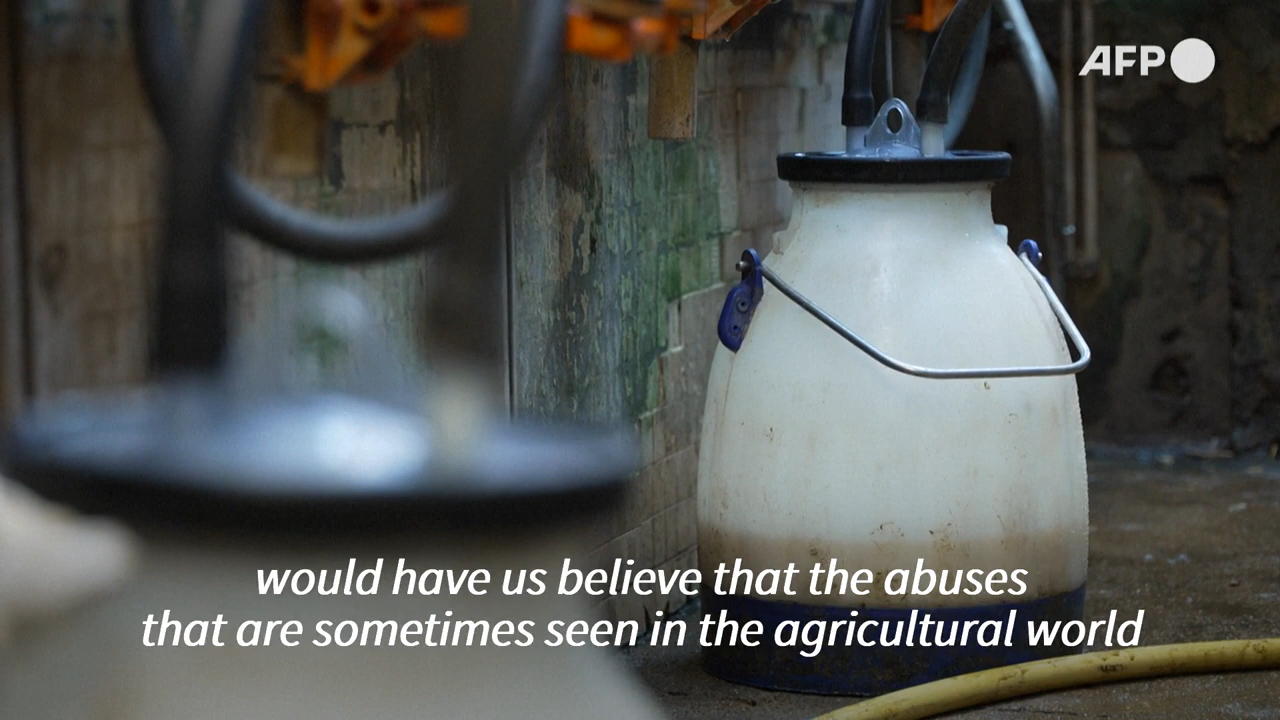 AFP
would have us believe that the abuses
that are sometimes seen in the agricultural world